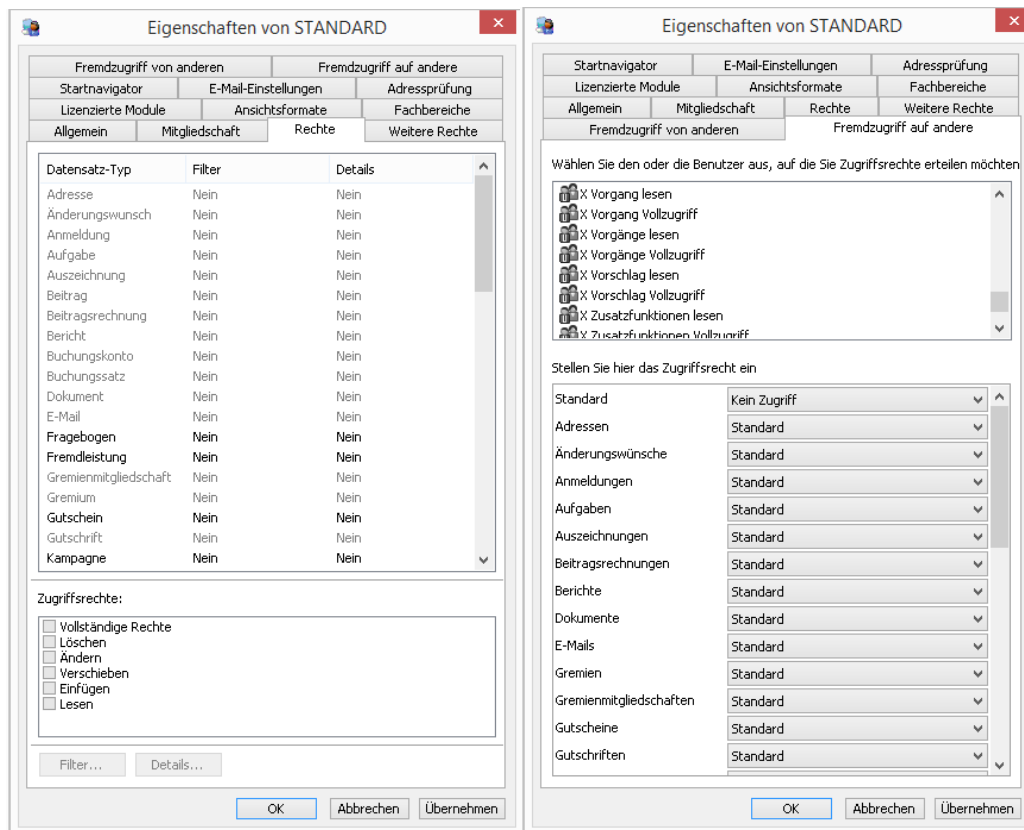 Eigenschaften von STANDARD
Fremdzugriff von anderen Fremdzugriff auf andere
Startnavigator E-Mail-Einstellungen Adressprüfung
Lizenzierte Module Ansichtsformate Fachbereiche
Allgemein Mitgliedschaft Rechte Weitere Rechte
Datensatz-Typ Filter Details
Adresse Nein Nein
Änderungswunsch Nein Nein
Anmeldung Nein Nein
Aufgabe Nein Nein
Auszeichnung Nein Nein
Beitrag Nein Nein
Beitragsrechnung Nein Nein
Bericht Nein Nein
Buchungskonto Nein Nein
Buchungssatz Nein Nein
Dokument Nein Nein
E-Mail Nein Nein
Fragebogen Nein Nein
Fremdleistung Nein Nein
Gremienmitgliedschaft Nein Nein
Gremium Nein Nein
Gutschein Nein Nein
Gutschrift Nein Nein
Kampagne Nein Nein
Zugriffsrechte:
Vollständige Rechte
Löschen
Ändern
Verschieben
Einfügen
Lesen
Filter... Details...
OK Abbrechen Übernehmen
Eigenschaften von STANDARD
Startnavigator E-Mail-Einstellungen Adressprüfung
Lizenzierte Module Ansichtsformate Fachbereiche
Allgemein Mitgliedschaft Rechte Weitere Rechte
Fremdzugriff von anderen Fremdzugriff auf andere
Wählen Sie den oder die Benutzer aus, auf die Sie Zugriffsrechte erteilen möchten
X Vorgang lesen
X Vorgang Vollzugriff
X Vorgänge lesen
X Vorgänge Vollzugriff
X Vorschlag lesen
X Vorschlag Vollzugriff
X Zusatzfunktionen lesen
X Zusatzfunktionen Vollzugriff
Stellen Sie hier das Zugriffsrecht ein
Standard Kein Zugriff
Adressen Standard
Änderungswünsche Standard
Anmeldungen Standard
Aufgaben Standard
Auszeichnungen Standard
Beitragsrechnungen Standard
Berichte Standard
Dokumente Standard
E-Mails Standard
Gremien Standard
Gremienmitgliedschaften Standard
Gutscheine Standard
Gutschriften Standard
OK Abbrechen Übernehmen